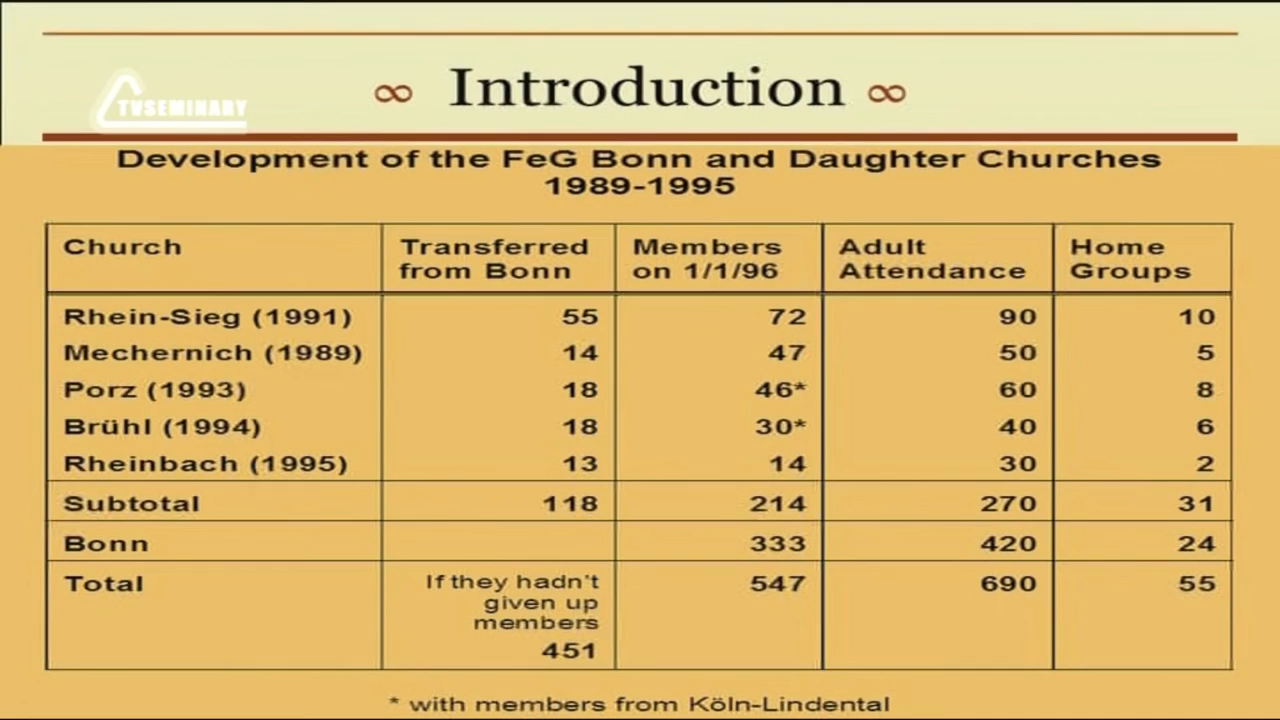 TVSEMINARY
∞ Introduction ∞
Development of the FeG Bonn and Daughter Churches
1989-1995
Church Transferred from Bonn Members on 1/1/96 Adult Attendance Home Groups
Rhein-Sieg (1991) 55 72 90 10
Mechernich (1989) 14 47 50 5
Porz (1993) 18 46* 60 8
Brühl (1994) 18 30* 40 6
Rheinbach (1995) 13 14 30 2
Subtotal 118 214 270 31
Bonn 333 420 24
Total If they hadn't given up members 451 547 690 55
* with members from Köln-Lindental